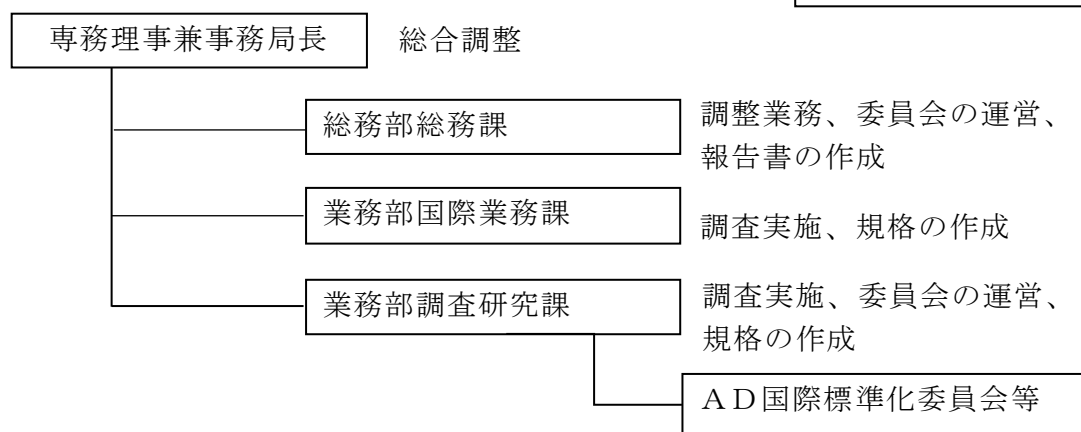 専務理事兼事務局長 総合調整
総務部総務課 調整業務、委員会の運営、
報告書の作成
業務部国際業務課 調査実施、規格の作成
業務部調査研究課 調査実施、委員会の運営、
規格の作成
ＡＤ国際標準化委員会等